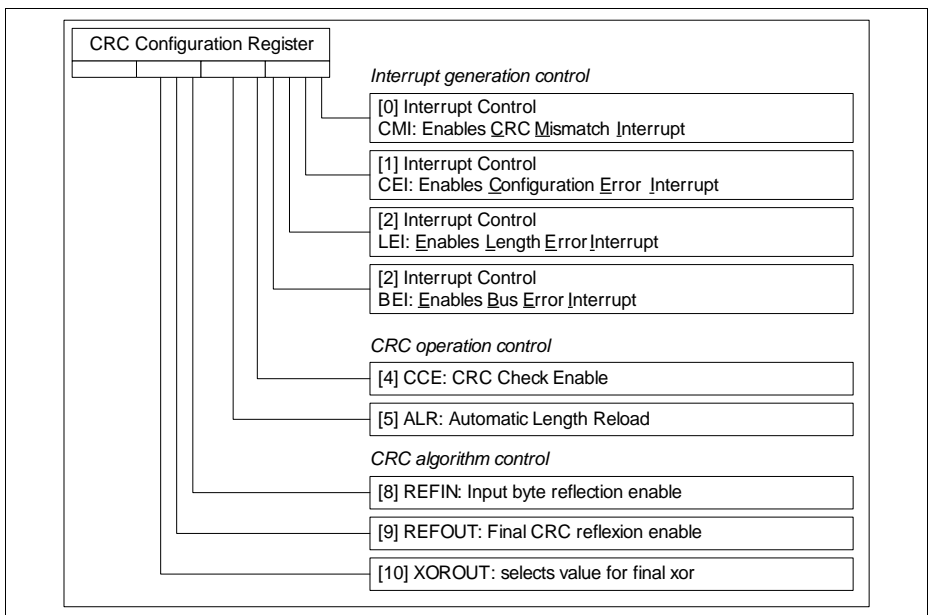 CRC Configuration Register
Interrupt generation control
[0] Interrupt Control
CMI: Enables CRC Mismatch Interrupt
[1] Interrupt Control
CEI: Enables Configuration Error Interrupt
[2] Interrupt Control
LEI: Enables Length Error Interrupt
[2] Interrupt Control
BEI: Enables Bus Error Interrupt
CRC operation control
[4] CCE: CRC Check Enable
[5] ALR: Automatic Length Reload
CRC algorithm control
[8] REFIN: Input byte reflection enable
[9] REFOUT: Final CRC reflexion enable
[10] XOROUT: selects value for final xor